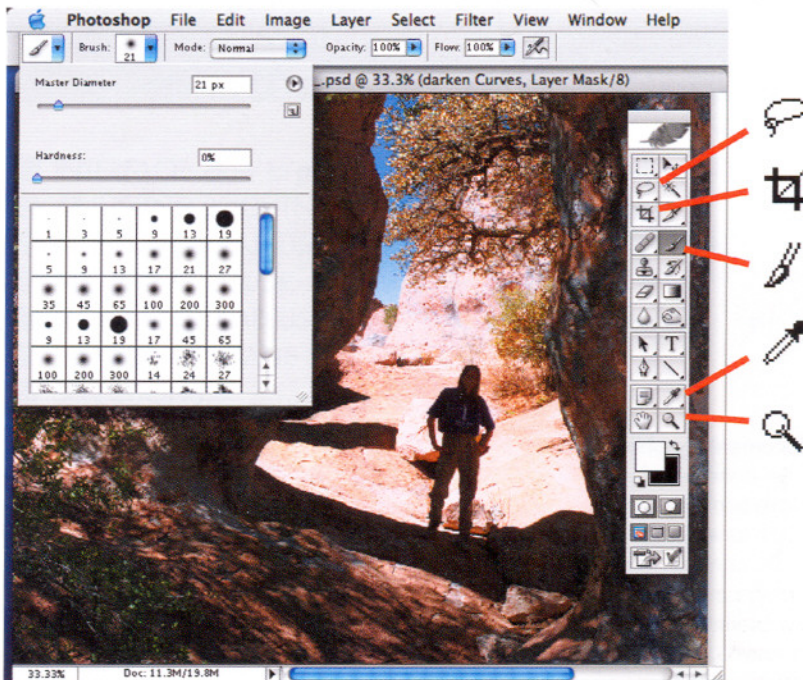 Photoshop File Edit Image Layer Select Filter View Window Help
Brush: 21 Mode: Normal Opacity: 100% Flow: 100%
_.psd @ 33.3% (darken Curves, Layer Mask/8)
Master Diameter 21 px
Hardness: 0%
1 3 5 9 13 19
5 9 13 17 21 27
35 45 65 100 200 300
9 13 19 17 45 65
100 200 300 14 24 27
T
33.33% Doc: 11.3M/19.8M